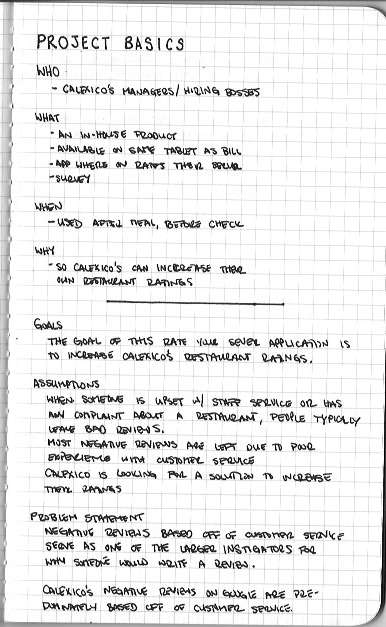 PROJECT BASICS
WHO
- CALEXICO'S MANAGERS/HIRING BOSSES
WHAT
- AN IN-HOUSE PRODUCT
- AVAILABLE ON SAME TABLET AS BILL
- APP WHERE ON RATES THEIR SERVER
- SURVEY
WHEN
- USED AFTER MEAL, BEFORE CHECK
WHY
- SO CALEXICO'S CAN INCREASE THEIR
OWN RESTAURANT RATINGS
GOALS
THE GOAL OF THIS RATE YOUR SEVER APPLICATION IS
TO INCREASE CALEXICO'S RESTAURANT RATINGS.
ASSUMPTIONS
WHEN SOMEONE IS UPSET W/ STAFF SERVICE OR HAS
ANY COMPLAINT ABOUT A RESTAURANT, PEOPLE TYPICALLY
LEAVE BAD REVIEWS.
MOST NEGATIVE REVIEWS ARE LEFT DUE TO POOR
EXPERIENCE WITH CUSTOMER SERVICE
CALEXICO IS LOOKING FOR A SOLUTION TO INCREASE
THEIR RATINGS
PROBLEM STATEMENT
NEGATIVE REVIEWS BASED OFF OF CUSTOMER SERVICE
SERVE AS ONE OF THE LARGER INSTIGATORS FOR
WHY SOMEONE WOULD WRITE A REVIEW.
CALEXICO'S NEGATIVE REVIEWS ON GOOGLE ARE PRE-
DOMINATELY BASED OFF OF CUSTOMER SERVICE.